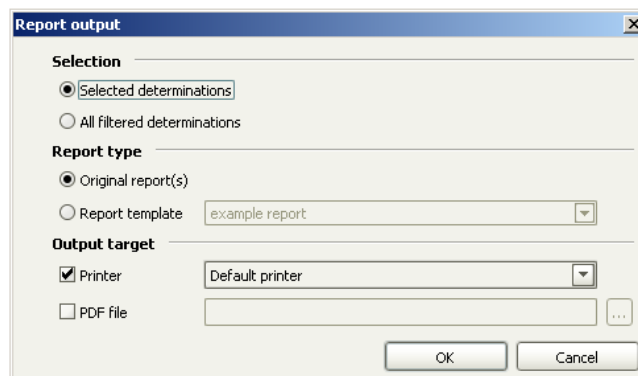 Report output
Selection
Selected determinations
All filtered determinations
Report type
Original report(s)
Report template example report
Output target
Printer Default printer
PDF file ...
OK Cancel